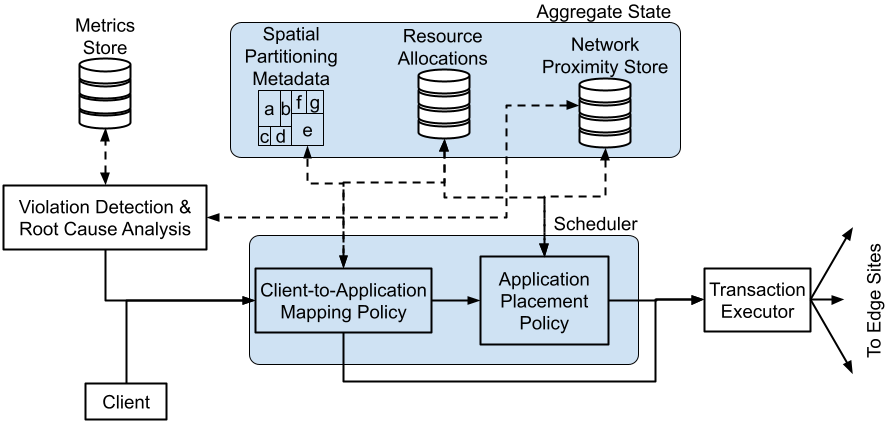 Metrics
Store
Aggregate State
Spatial
Partitioning
Metadata
a
b
f
g
c
d
e
Resource
Allocations
Network
Proximity Store
Violation Detection &
Root Cause Analysis
Scheduler
Client-to-Application
Mapping Policy
Application
Placement
Policy
Transaction
Executor
To Edge Sites
Client